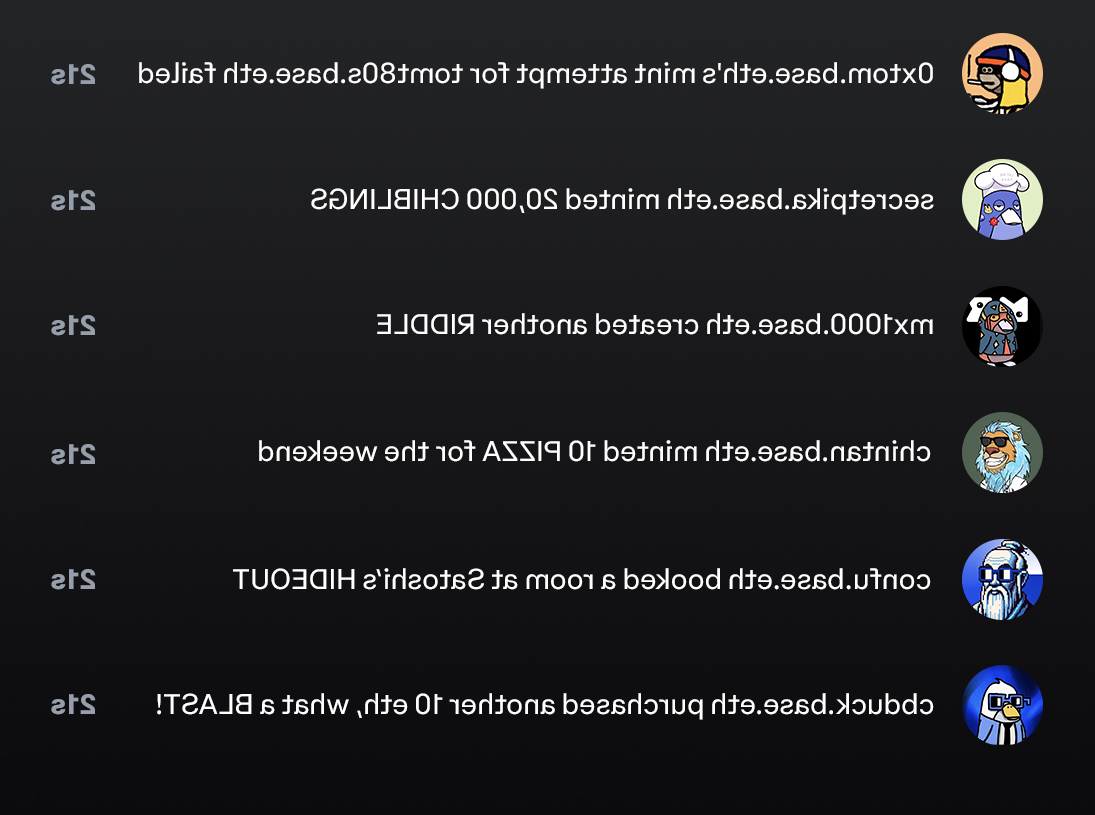 0xtom.base.eth's mint attempt for tomt80s.base.eth failed 21s
secretpika.base.eth minted 20,000 CHIBLINGS 21s
mx1000.base.eth created another RIDDLE 21s
chintan.base.eth minted 10 PIZZA for the weekend 21s
confu.base.eth booked a room at Satoshi's HIDEOUT 21s
cbduck.base.eth purchased another 10 eth, what a BLAST! 21s